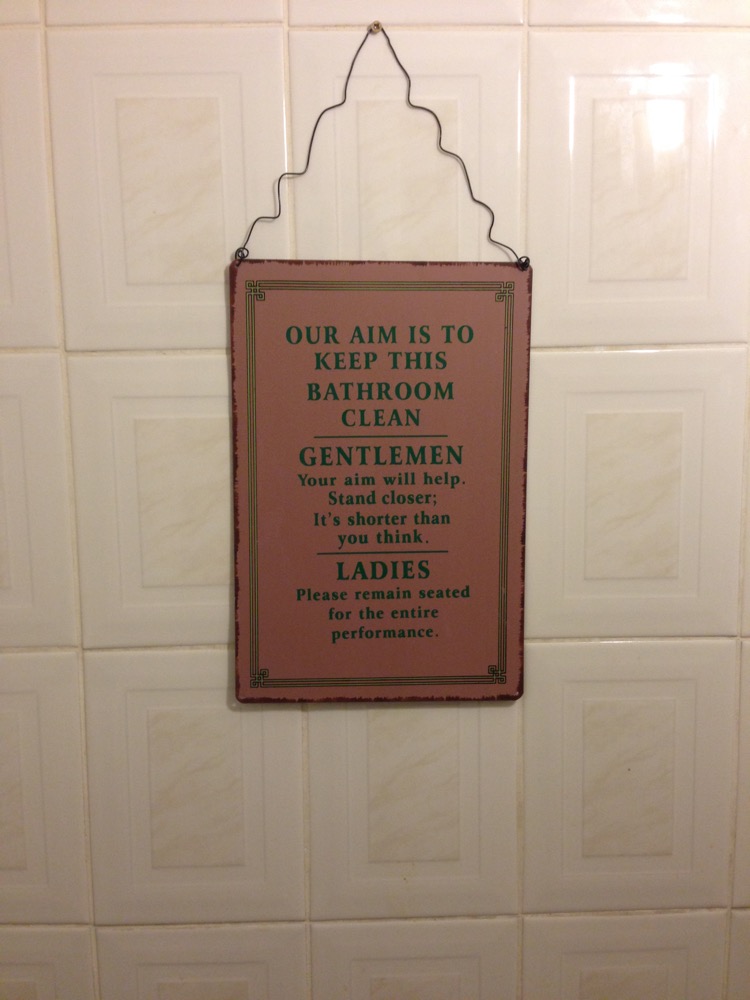 OUR AIM IS TO
KEEP THIS
BATHROOM
CLEAN
GENTLEMEN
Your aim will help.
Stand closer;
It's shorter than
you think.
LADIES
Please remain seated
for the entire
performance.